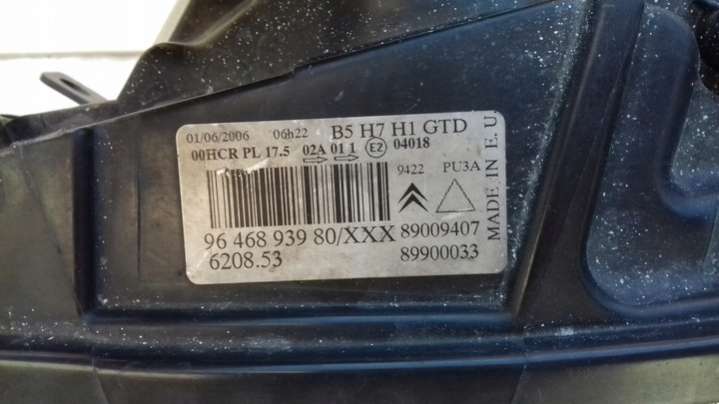 01/06/2006 06h22 B5 H7 H1 GTD
00HCR PL 17.5 02A 01 1 E2 04018
9422 PU3A
96 468 939 80/XXX 89009407
6208.53 89900033
MADE IN E.U